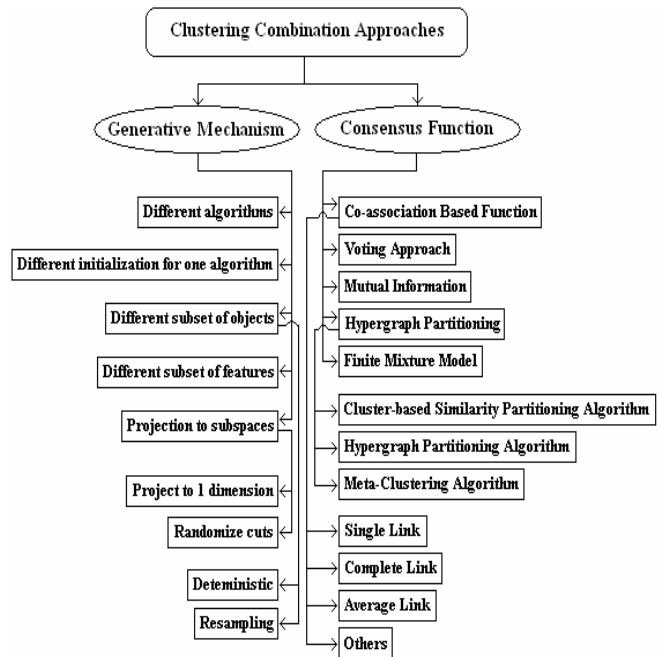 Clustering Combination Approaches
Generative Mechanism
Consensus Function
Different algorithms
Different initialization for one algorithm
Different subset of objects
Different subset of features
Projection to subspaces
Project to 1 dimension
Randomize cuts
Deteministic
Resampling
Co-association Based Function
Voting Approach
Mutual Information
Hypergraph Partitioning
Finite Mixture Model
Cluster-based Similarity Partitioning Algorithm
Hypergraph Partitioning Algorithm
Meta-Clustering Algorithm
Single Link
Complete Link
Average Link
Others